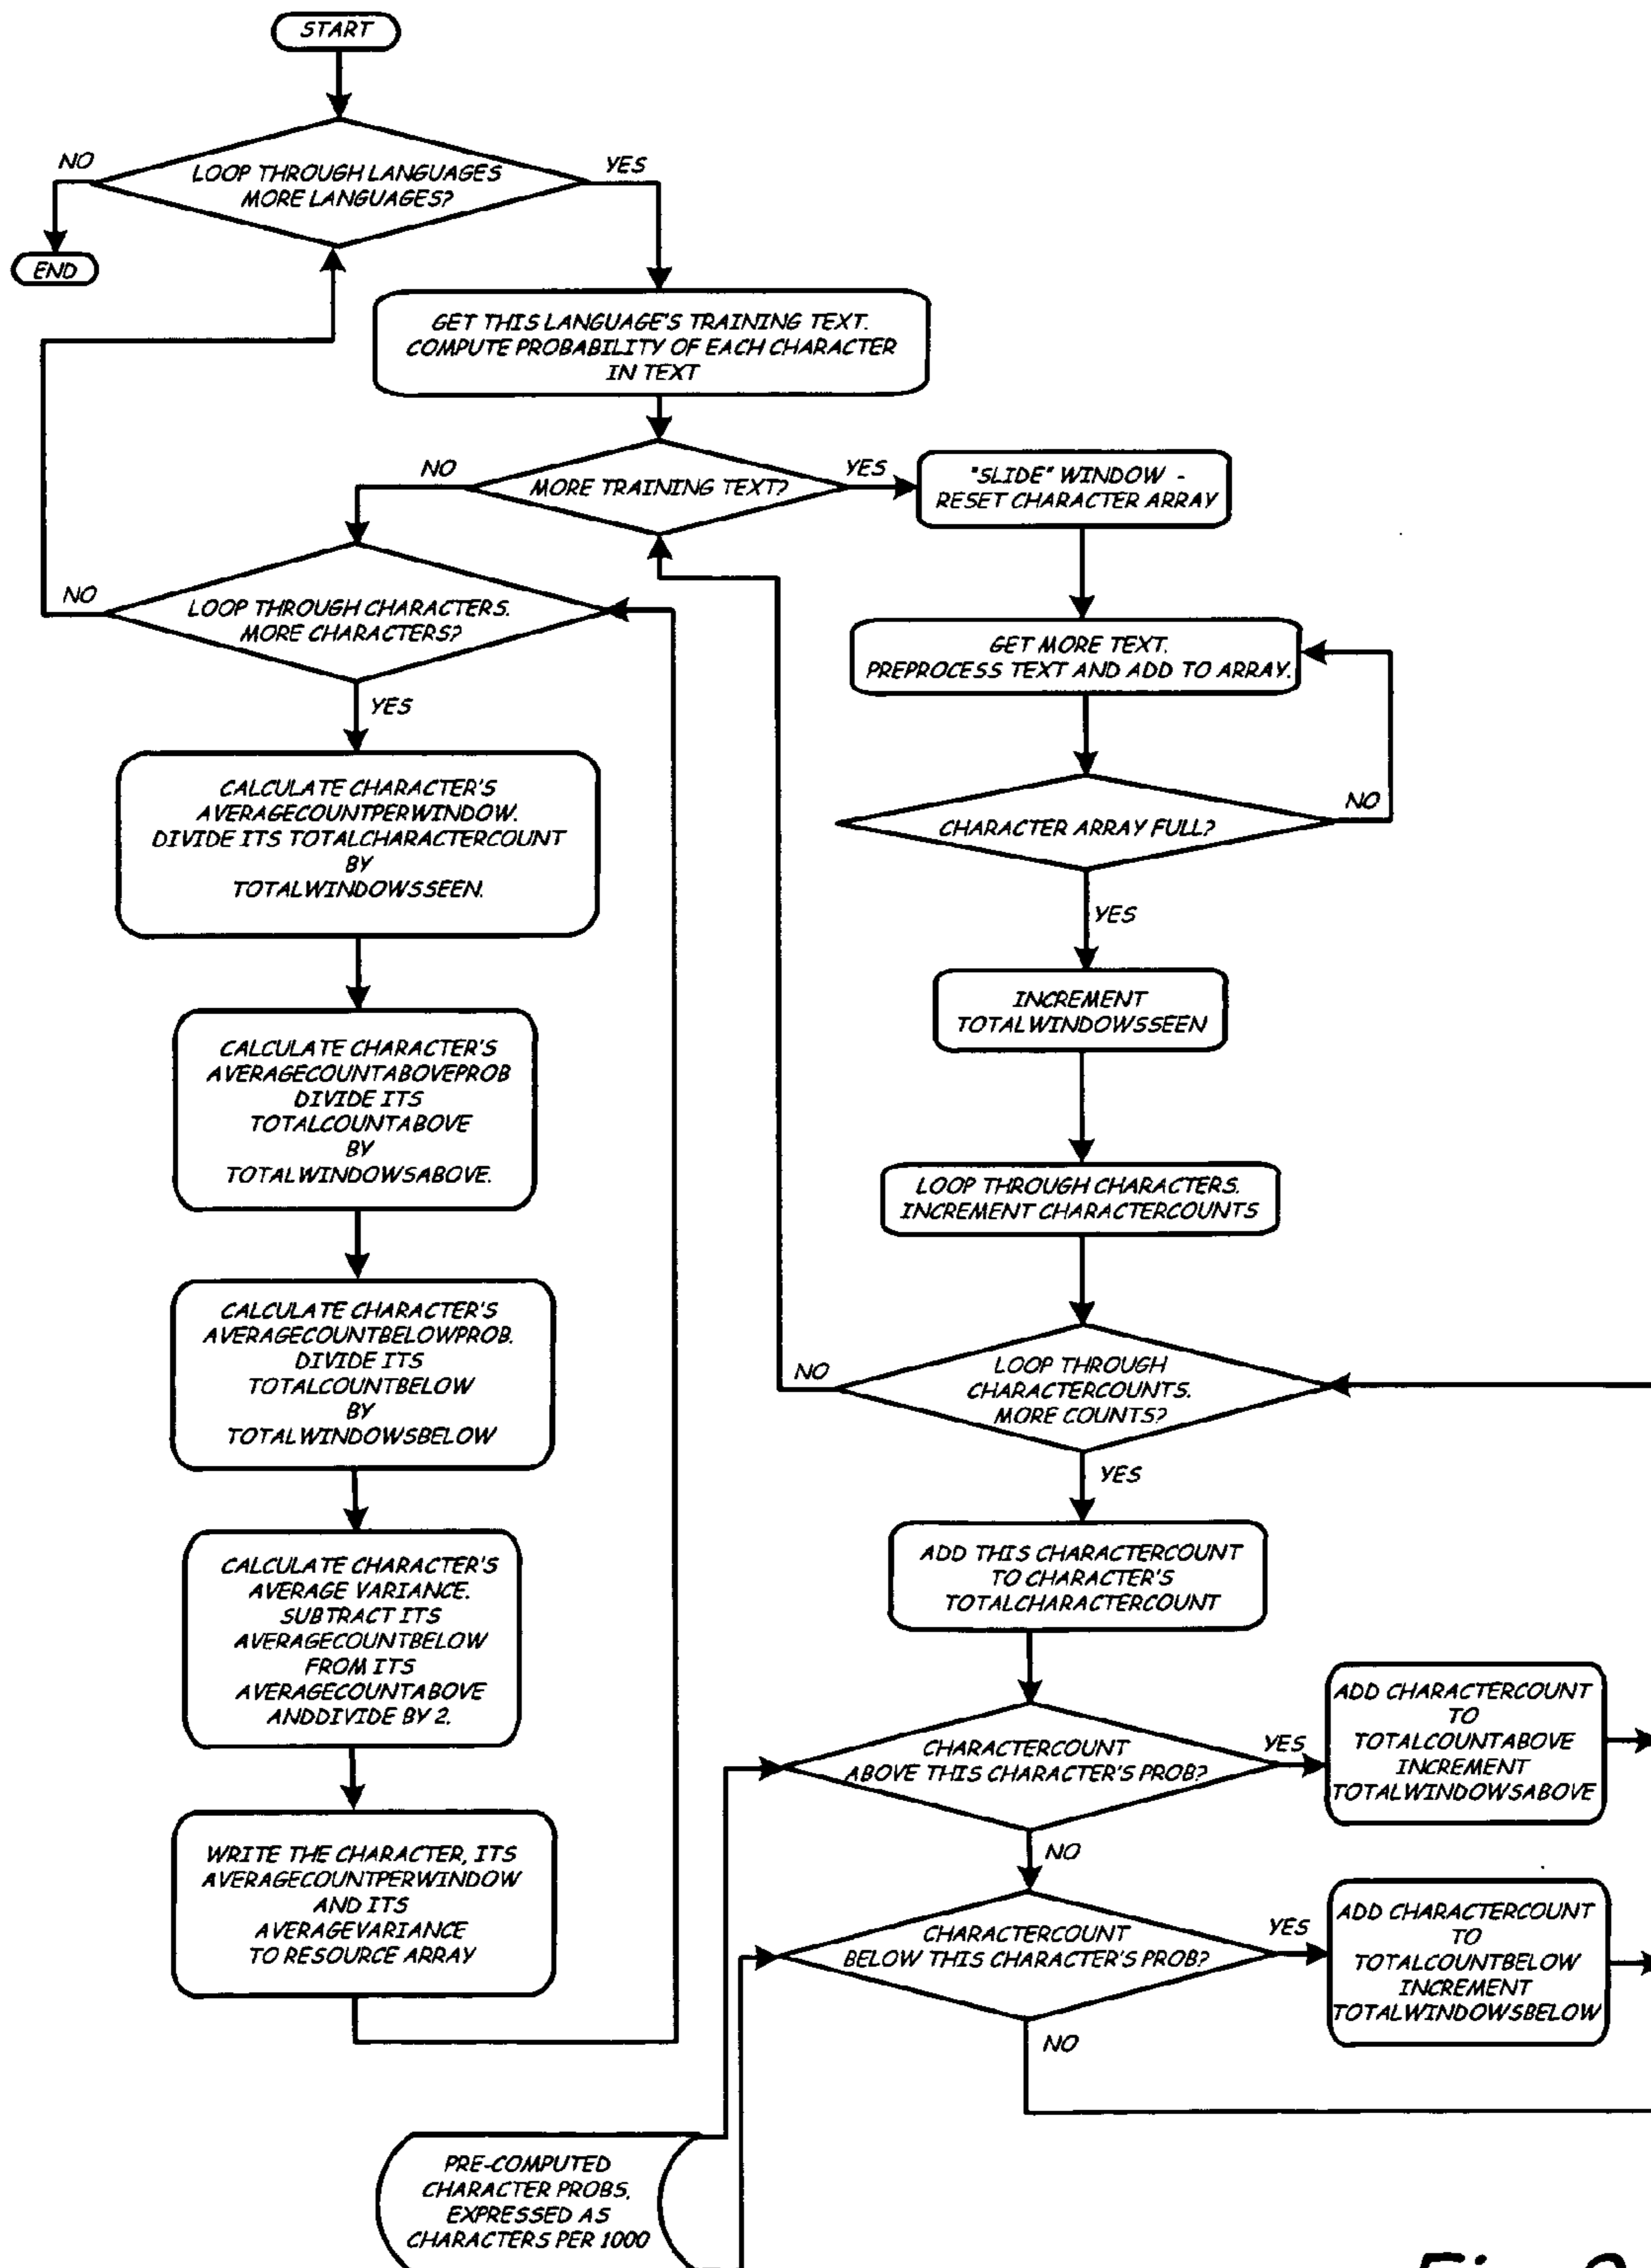 START
NO
LOOP THROUGH LANGUAGES
MORE LANGUAGES?
YES
END
GET THIS LANGUAGE'S TRAINING TEXT.
COMPUTE PROBABILITY OF EACH CHARACTER
IN TEXT
NO
MORE TRAINING TEXT?
YES
"SLIDE" WINDOW -
RESET CHARACTER ARRAY
NO
LOOP THROUGH CHARACTERS.
MORE CHARACTERS?
YES
GET MORE TEXT.
PREPROCESS TEXT AND ADD TO ARRAY.
CHARACTER ARRAY FULL?
NO
YES
CALCULATE CHARACTER'S
AVERAGECOUNTPERWINDOW.
DIVIDE ITS TOTALCHARACTERCOUNT
BY
TOTALWINDOWSSEEN.
INCREMENT
TOTALWINDOWSSEEN
CALCULATE CHARACTER'S
AVERAGECOUNTABOVEPROB
DIVIDE ITS
TOTALCOUNTABOVE
BY
TOTALWINDOWSABOVE.
LOOP THROUGH CHARACTERS.
INCREMENT CHARACTERCOUNTS
CALCULATE CHARACTER'S
AVERAGECOUNTBELOWPROB.
DIVIDE ITS
TOTALCOUNTBELOW
BY
TOTALWINDOWSBELOW
NO
LOOP THROUGH
CHARACTERCOUNTS.
MORE COUNTS?
YES
CALCULATE CHARACTER'S
AVERAGE VARIANCE.
SUBTRACT ITS
AVERAGECOUNTBELOW
FROM ITS
AVERAGECOUNTABOVE
ANDDIVIDE BY 2.
ADD THIS CHARACTERCOUNT
TO CHARACTER'S
TOTALCHARACTERCOUNT
CHARACTERCOUNT
ABOVE THIS CHARACTER'S PROB?
YES
NO
ADD CHARACTERCOUNT
TO
TOTALCOUNTABOVE
INCREMENT
TOTALWINDOWSABOVE
WRITE THE CHARACTER, ITS
AVERAGECOUNTPERWINDOW
AND ITS
AVERAGEVARIANCE
TO RESOURCE ARRAY
CHARACTERCOUNT
BELOW THIS CHARACTER'S PROB?
YES
NO
ADD CHARACTERCOUNT
TO
TOTALCOUNTBELOW
INCREMENT
TOTALWINDOWSBELOW
PRE-COMPUTED
CHARACTER PROBS,
EXPRESSED AS
CHARACTERS PER 1000